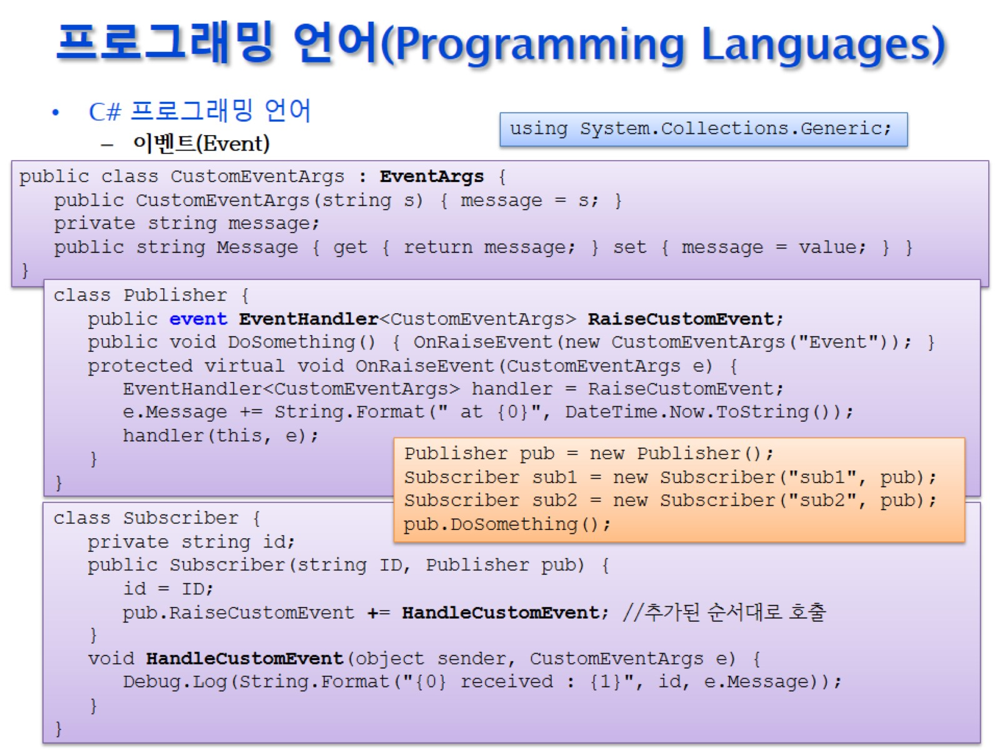 프로그래밍 언어(Programming Languages)
• C# 프로그래밍 언어
– 이벤트(Event)
using System.Collections.Generic;
public class CustomEventArgs : EventArgs {
public CustomEventArgs(string s) { message = s; }
private string message;
public string Message { get { return message; } set { message = value; } }
}
class Publisher {
public event EventHandler<CustomEventArgs> RaiseCustomEvent;
public void DoSomething() { OnRaiseEvent(new CustomEventArgs("Event")); }
protected virtual void OnRaiseEvent(CustomEventArgs e) {
EventHandler<CustomEventArgs> handler = RaiseCustomEvent;
e.Message += String.Format(" at {0}", DateTime.Now.ToString());
handler(this, e);
}
}
Publisher pub = new Publisher();
Subscriber sub1 = new Subscriber("sub1", pub);
Subscriber sub2 = new Subscriber("sub2", pub);
pub.DoSomething();
class Subscriber {
private string id;
public Subscriber(string ID, Publisher pub) {
id = ID;
pub.RaiseCustomEvent += HandleCustomEvent; //추가된 순서대로 호출
}
void HandleCustomEvent(object sender, CustomEventArgs e) {
Debug.Log(String.Format("{0} received : {1}", id, e.Message));
}
}